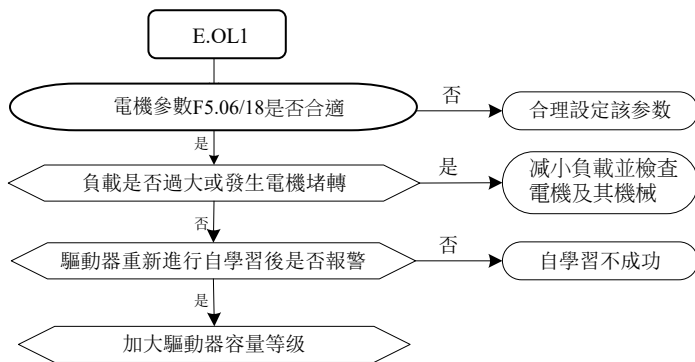 E.OL1
電機參數F5.06/18是否合適
否
合理設定該参数
是
負載是否過大或發生電機堵轉
是
减小負載並檢查
電機及其機械
否
驅動器重新進行自學習後是否報警
否
自學習不成功
是
加大驅動器容量等级